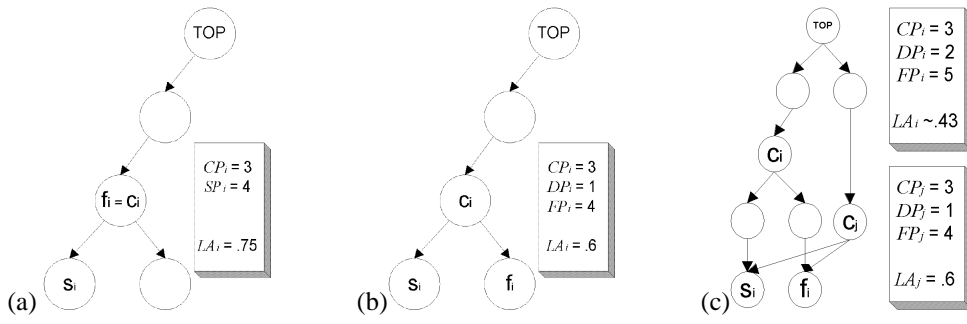 TOP
CPi = 3
SPi = 4
LAi = .75
fi = ci
si
(a)
TOP
CPi = 3
DPi = 1
FPi = 4
LAi = .6
ci
si
fi
(b)
TOP
CPi = 3
DPi = 2
FPi = 5
LAi ~.43
ci
CPj = 3
DPj = 1
FPj = 4
LAj = .6
cj
si
fi
(c)